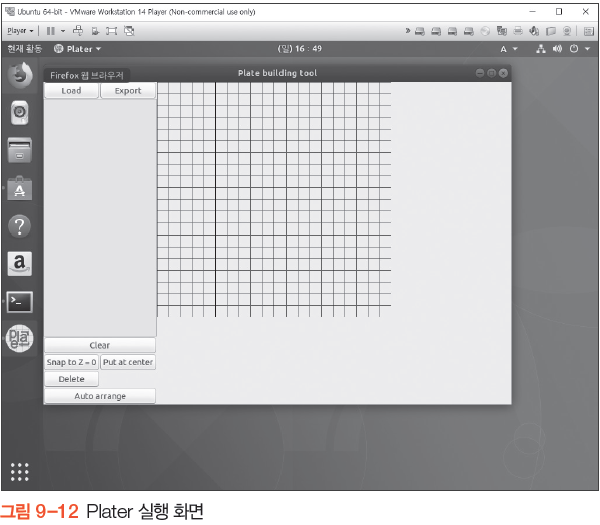 Ubuntu 64-bit - VMware Workstation 14 Player (Non-commercial use only)
Player
현재 활동 Plater (일) 16 : 49 A
FireFox 웹 브라우저 Plate building tool
Load Export
Clear
Snap to Z = 0 Put at center
Delete
Auto arrange
그림 9-12 Plater 실행 화면